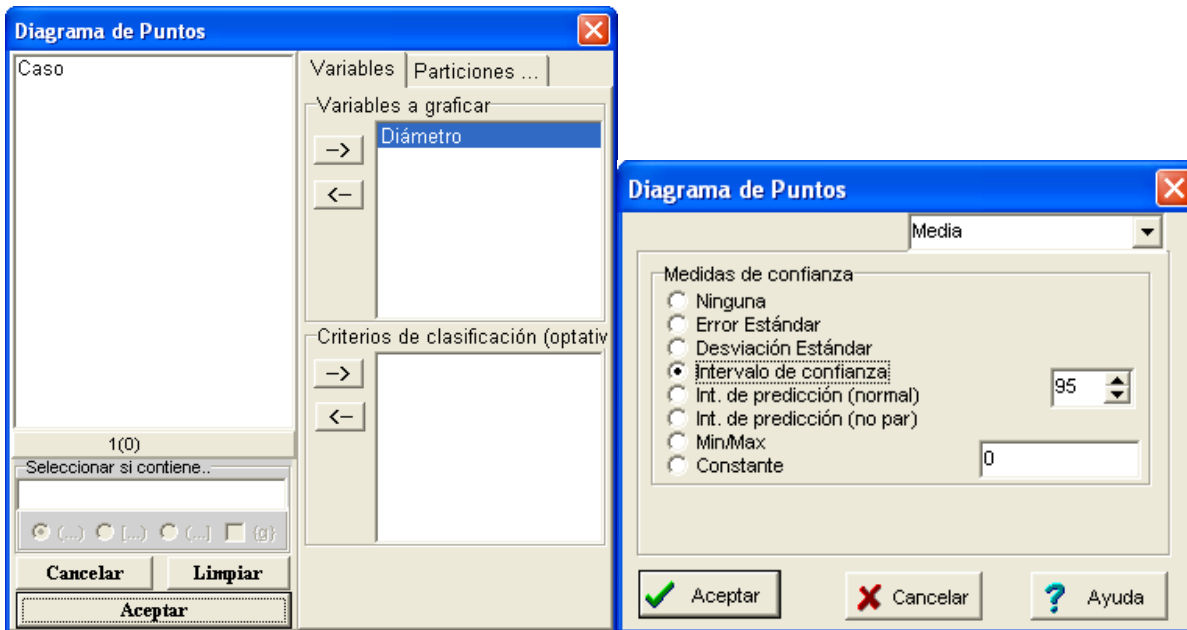 Diagrama de Puntos
Caso
1(0)
Seleccionar si contiene..
(...) [...) (...] {g}
Cancelar Limpiar
Aceptar
Variables Particiones ...
Variables a graficar
–>
Diámetro
<–
Criterios de clasificación (optativ
–>
<–
Diagrama de Puntos
Media
Medidas de confianza
Ninguna
Error Estándar
Desviación Estándar
Intervalo de confianza
95
Int. de predicción (normal)
Int. de predicción (no par)
Min/Max
Constante
0
Aceptar Cancelar ? Ayuda